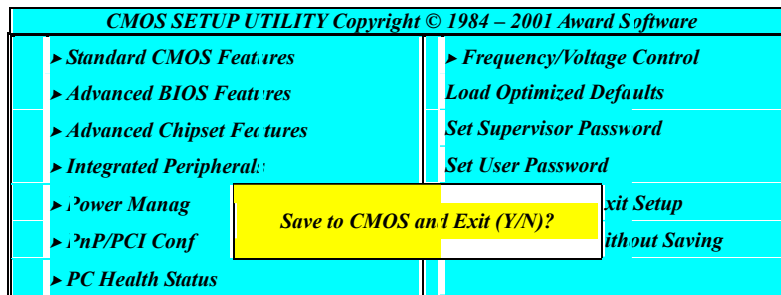 CMOS SETUP UTILITY Copyright © 1984 – 2001 Award Software
➤ Standard CMOS Features
➤ Advanced BIOS Features
➤ Advanced Chipset Features
➤ Integrated Peripherals
➤ Power Manag
➤ PnP/PCI Conf
➤ PC Health Status
➤ Frequency/Voltage Control
Load Optimized Defaults
Set Supervisor Password
Set User Password
xit Setup
ithout Saving
Save to CMOS and Exit (Y/N)?